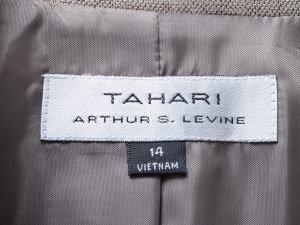 TAHARI
ARTHUR S. LEVINE
14
VIETNAM